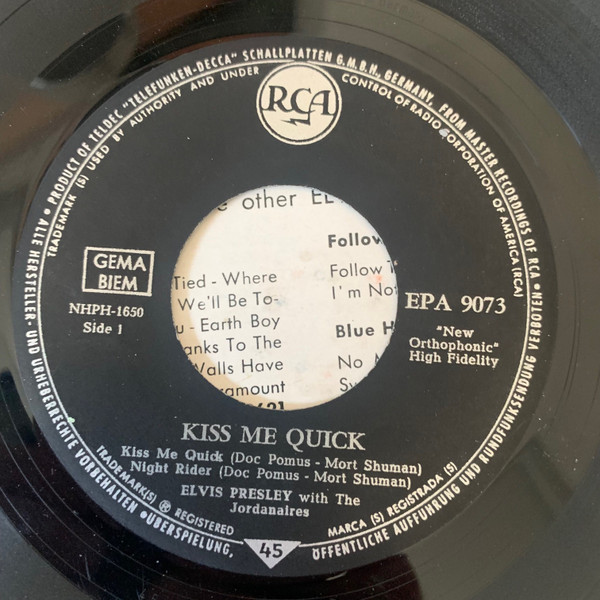 • PRODUCT OF TELDEC "TELEFUNKEN-DECCA" SCHALLPLATTEN G.M.B.H., GERMANY, FROM MASTER RECORDINGS OF RCA •
TRADEMARK (S) USED BY AUTHORITY AND UNDER CONTROL OF RADIO CORPORATION OF AMERICA (RCA)
RCA
other EL
Follow
Tied - Where
Follow T
We'll Be To-
I'm No
- Earth Boy
Blue H
anks To The
Walls Have
No
ramount
GEMA
BIEM
NHPH-1650
Side 1
EPA 9073
"New
Orthophonic"
High Fidelity
KISS ME QUICK
Kiss Me Quick (Doc Pomus - Mort Shuman)
Night Rider (Doc Pomus - Mort Shuman)
ELVIS PRESLEY with The
Jordanaires
TRADEMARK(S) ® REGISTERED
MARCA (S) REGISTRADA (S)
45
• ALLE HERSTELLER- UND URHEBERRECHTE VORBEHALTEN • ÜBERSPIELUNG, ÖFFENTLICHE AUFFÜHRUNG UND RUNDFUNKSENDUNG VERBOTEN •